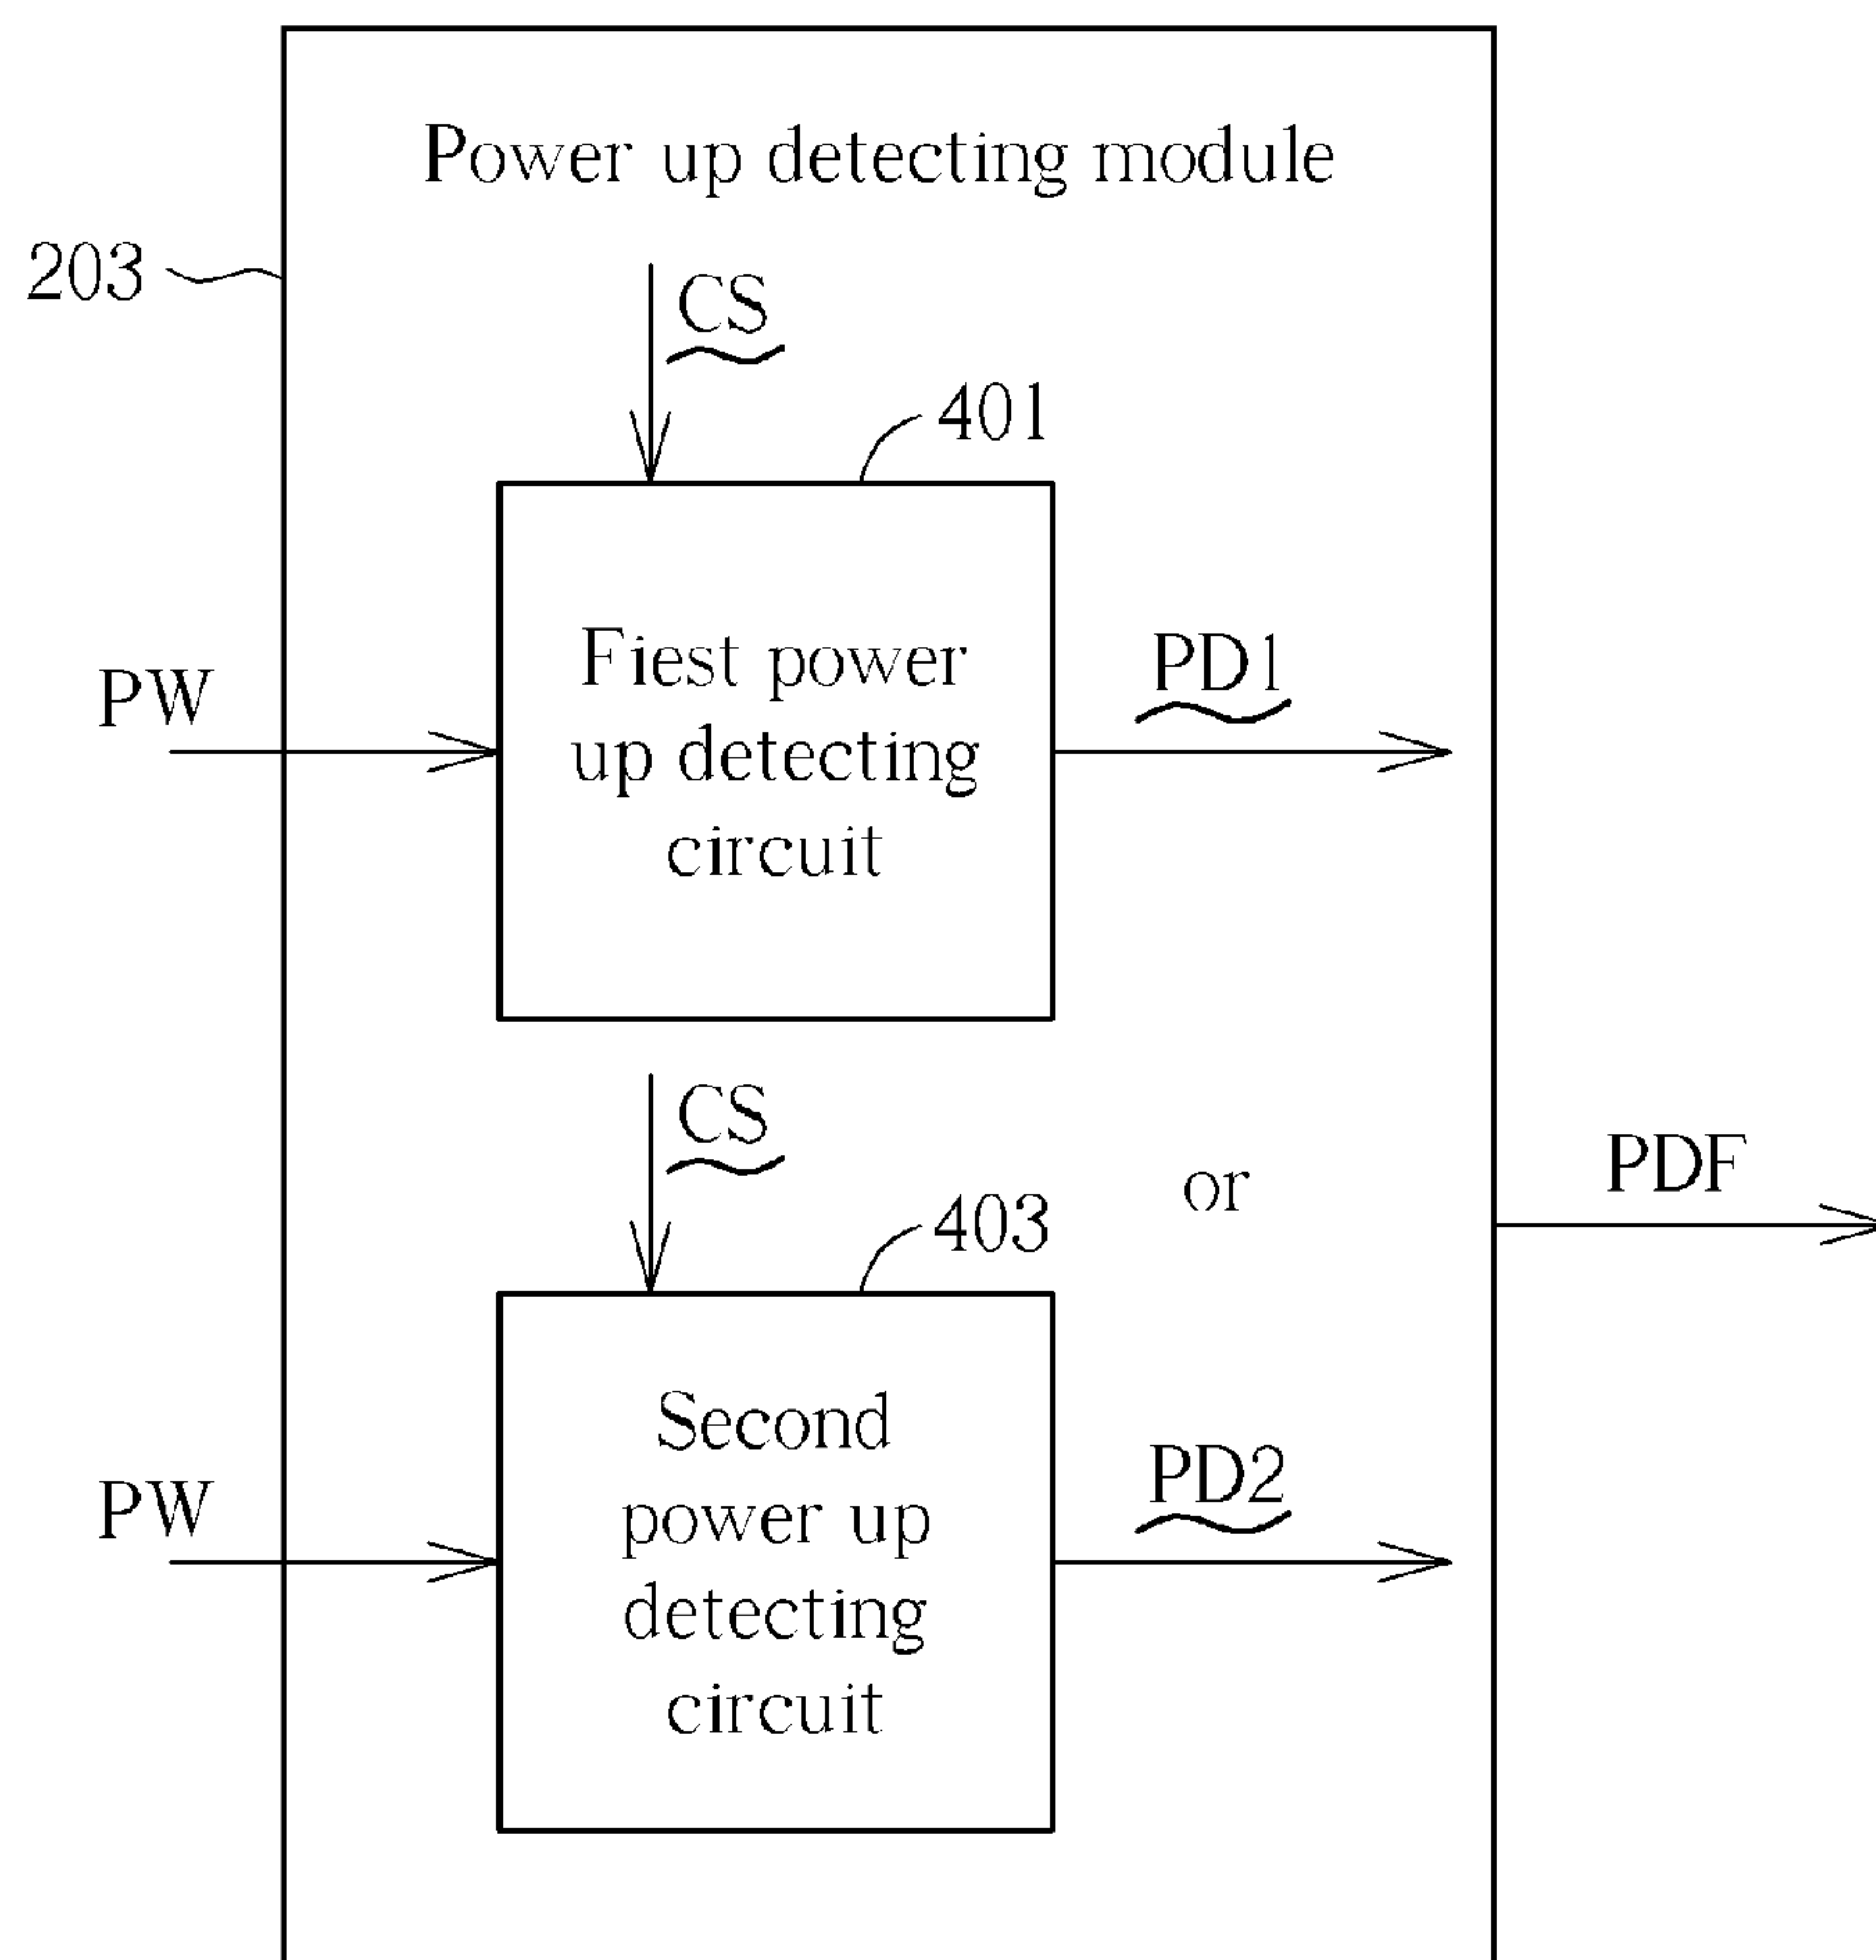 Power up detecting module
203
CS
401
PW
Fiest power
up detecting
circuit
PD1
CS
or
403
PDF
PW
Second
power up
detecting
circuit
PD2